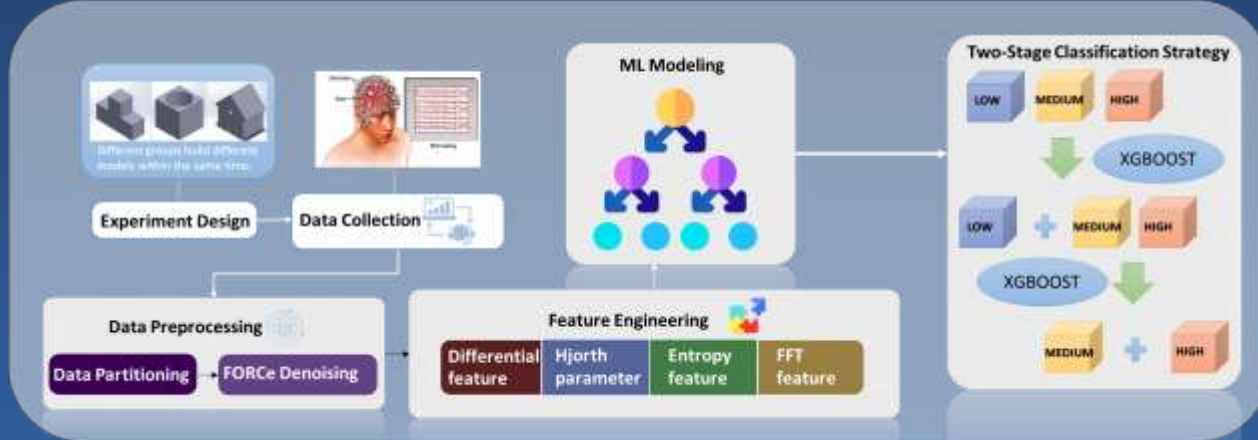 Different groups build different
models within the same time.
Experiment Design
Data Collection
Data Preprocessing
Data Partitioning
FORCe Denoising
Feature Engineering
Differential
feature
Hjorth
parameter
Entropy
feature
FFT
feature
ML Modeling
Two-Stage Classification Strategy
LOW
MEDIUM
HIGH
XGBOOST
LOW
MEDIUM
HIGH
XGBOOST
MEDIUM
HIGH